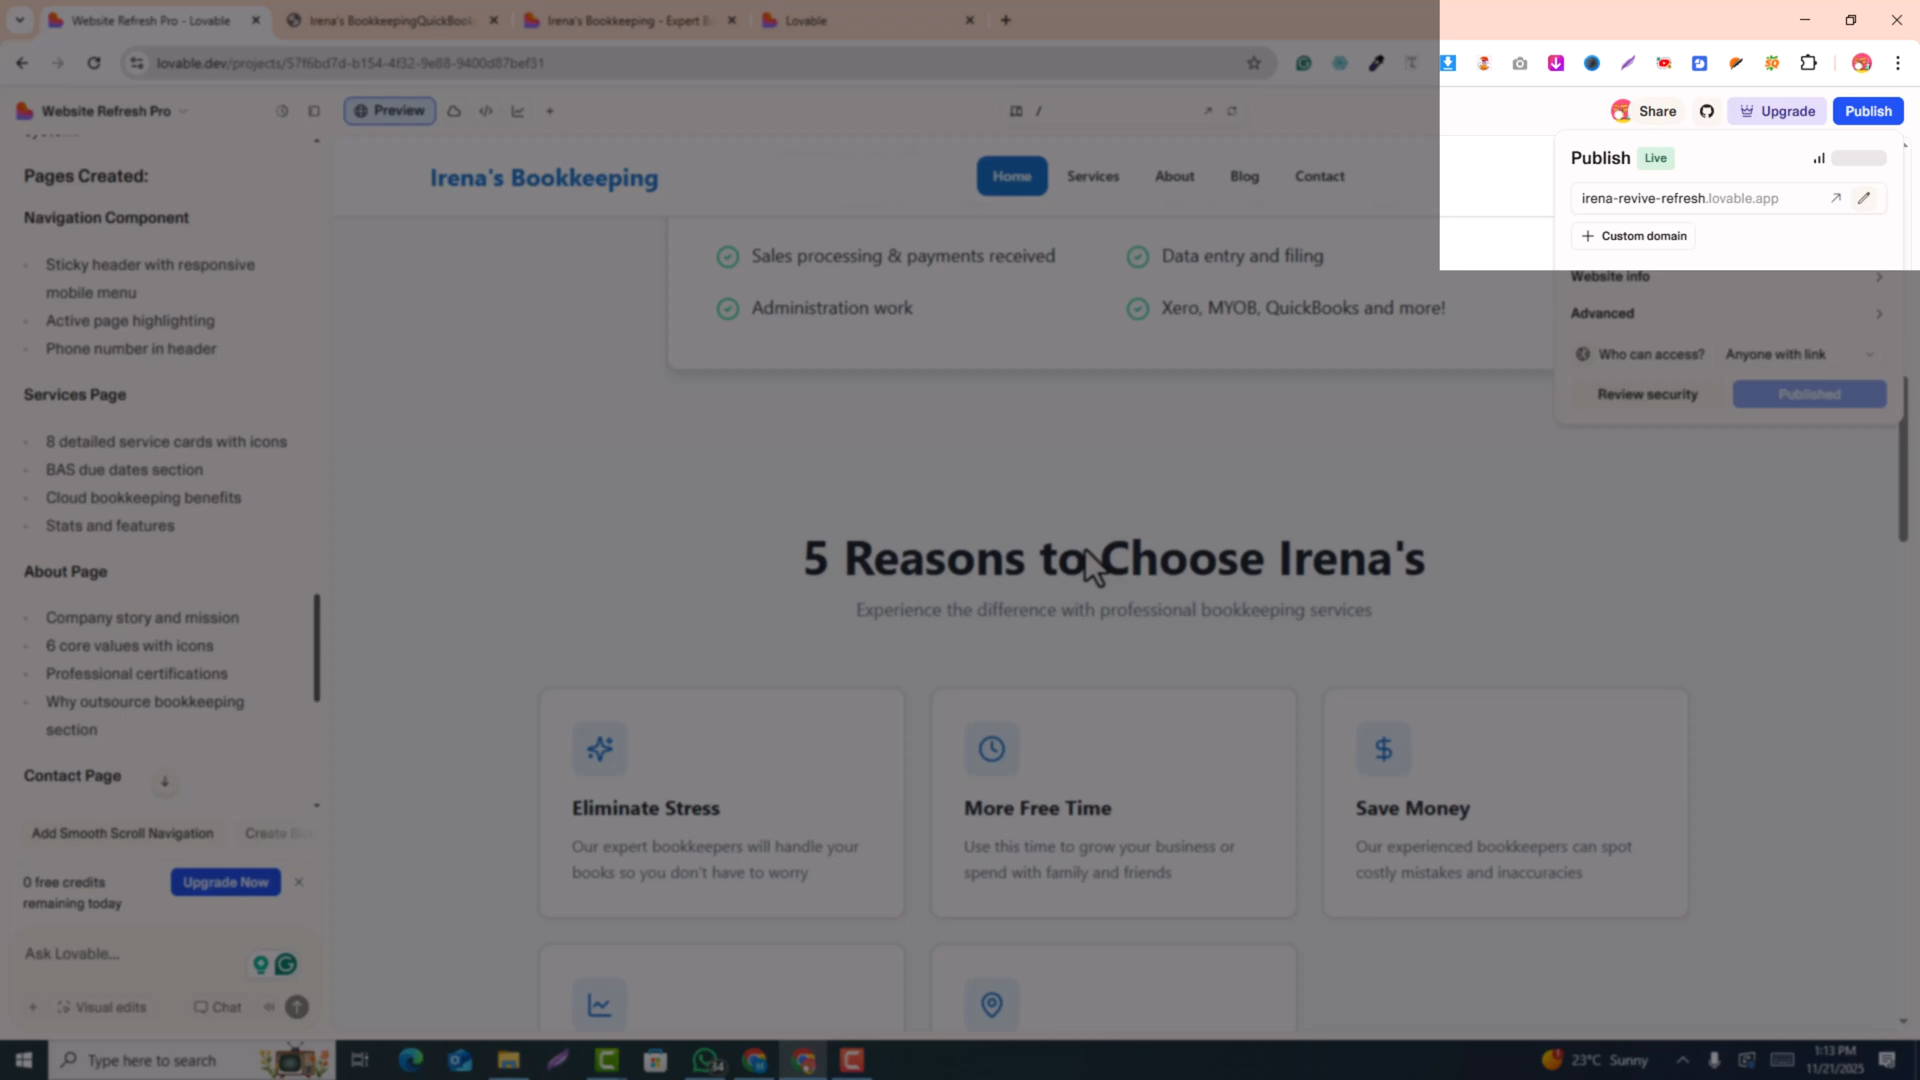 Website Refresh Pro - Lovable
Irena's BookkeepingQuickBook
Irena's Bookkeeping - Expert B
Lovable
lovable.dev/projects/57f6bd7d-b154-4f32-9e88-9400d87bef31
Website Refresh Pro
Preview
/
Share
Upgrade
Publish
Pages Created:
Navigation Component
Sticky header with responsive
mobile menu
Active page highlighting
Phone number in header
Services Page
8 detailed service cards with icons
BAS due dates section
Cloud bookkeeping benefits
Stats and features
About Page
Company story and mission
6 core values with icons
Professional certifications
Why outsource bookkeeping
section
Contact Page
Add Smooth Scroll Navigation
0 free credits
remaining today
Upgrade Now
Ask Lovable...
Visual edits
Chat
Irena's Bookkeeping
Home
Services
About
Blog
Contact
Sales processing & payments received
Data entry and filing
Administration work
Xero, MYOB, QuickBooks and more!
5 Reasons to Choose Irena's
Experience the difference with professional bookkeeping services
Eliminate Stress
Our expert bookkeepers will handle your
books so you don't have to worry
More Free Time
Use this time to grow your business or
spend with family and friends
Save Money
Our experienced bookkeepers can spot
costly mistakes and inaccuracies
Publish
Live
irena-revive-refresh.lovable.app
Custom domain
Website info
Advanced
Who can access?
Anyone with link
Review security
Published
Type here to search
34
23°C Sunny
1:13 PM
11/21/2025